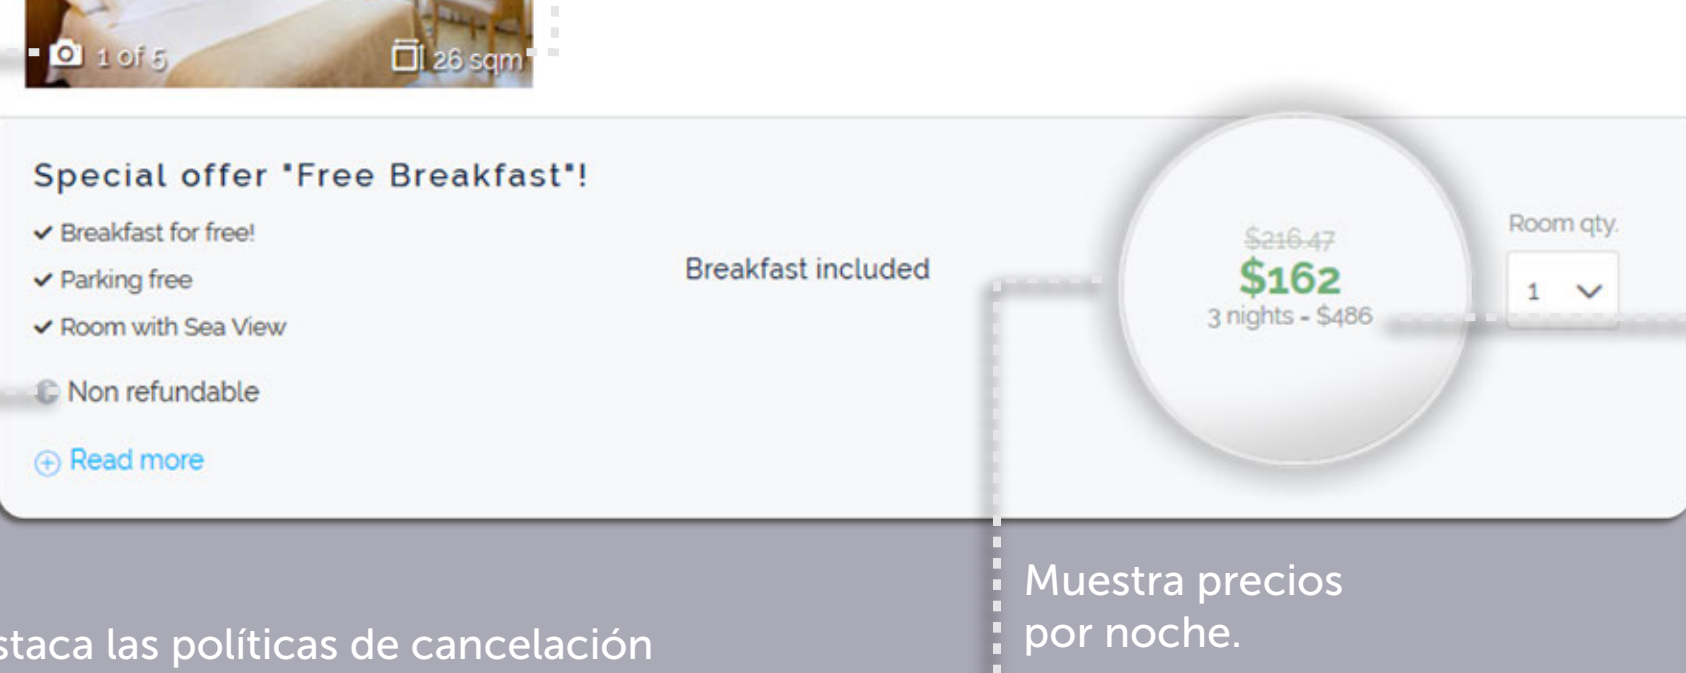 1 of 5
26 sqm
Special offer "Free Breakfast"!
Breakfast for free!
Parking free
Room with Sea View
Non refundable
Read more
Breakfast included
$216.47
$162
3 nights - $486
Room qty.
1
Muestra precios
por noche.
staca las políticas de cancelación